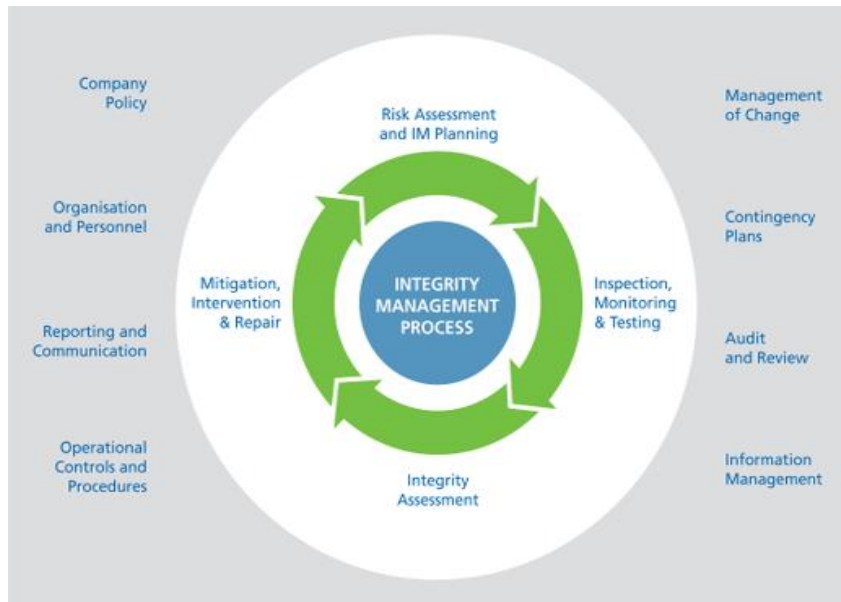 Company
Policy
Organisation
and Personnel
Reporting and
Communication
Operational
Controls and
Procedures
Risk Assessment
and IM Planning
Mitigation,
Intervention
& Repair
INTEGRITY
MANAGEMENT
PROCESS
Inspection,
Monitoring
& Testing
Integrity
Assessment
Management
of Change
Contingency
Plans
Audit
and Review
Information
Management